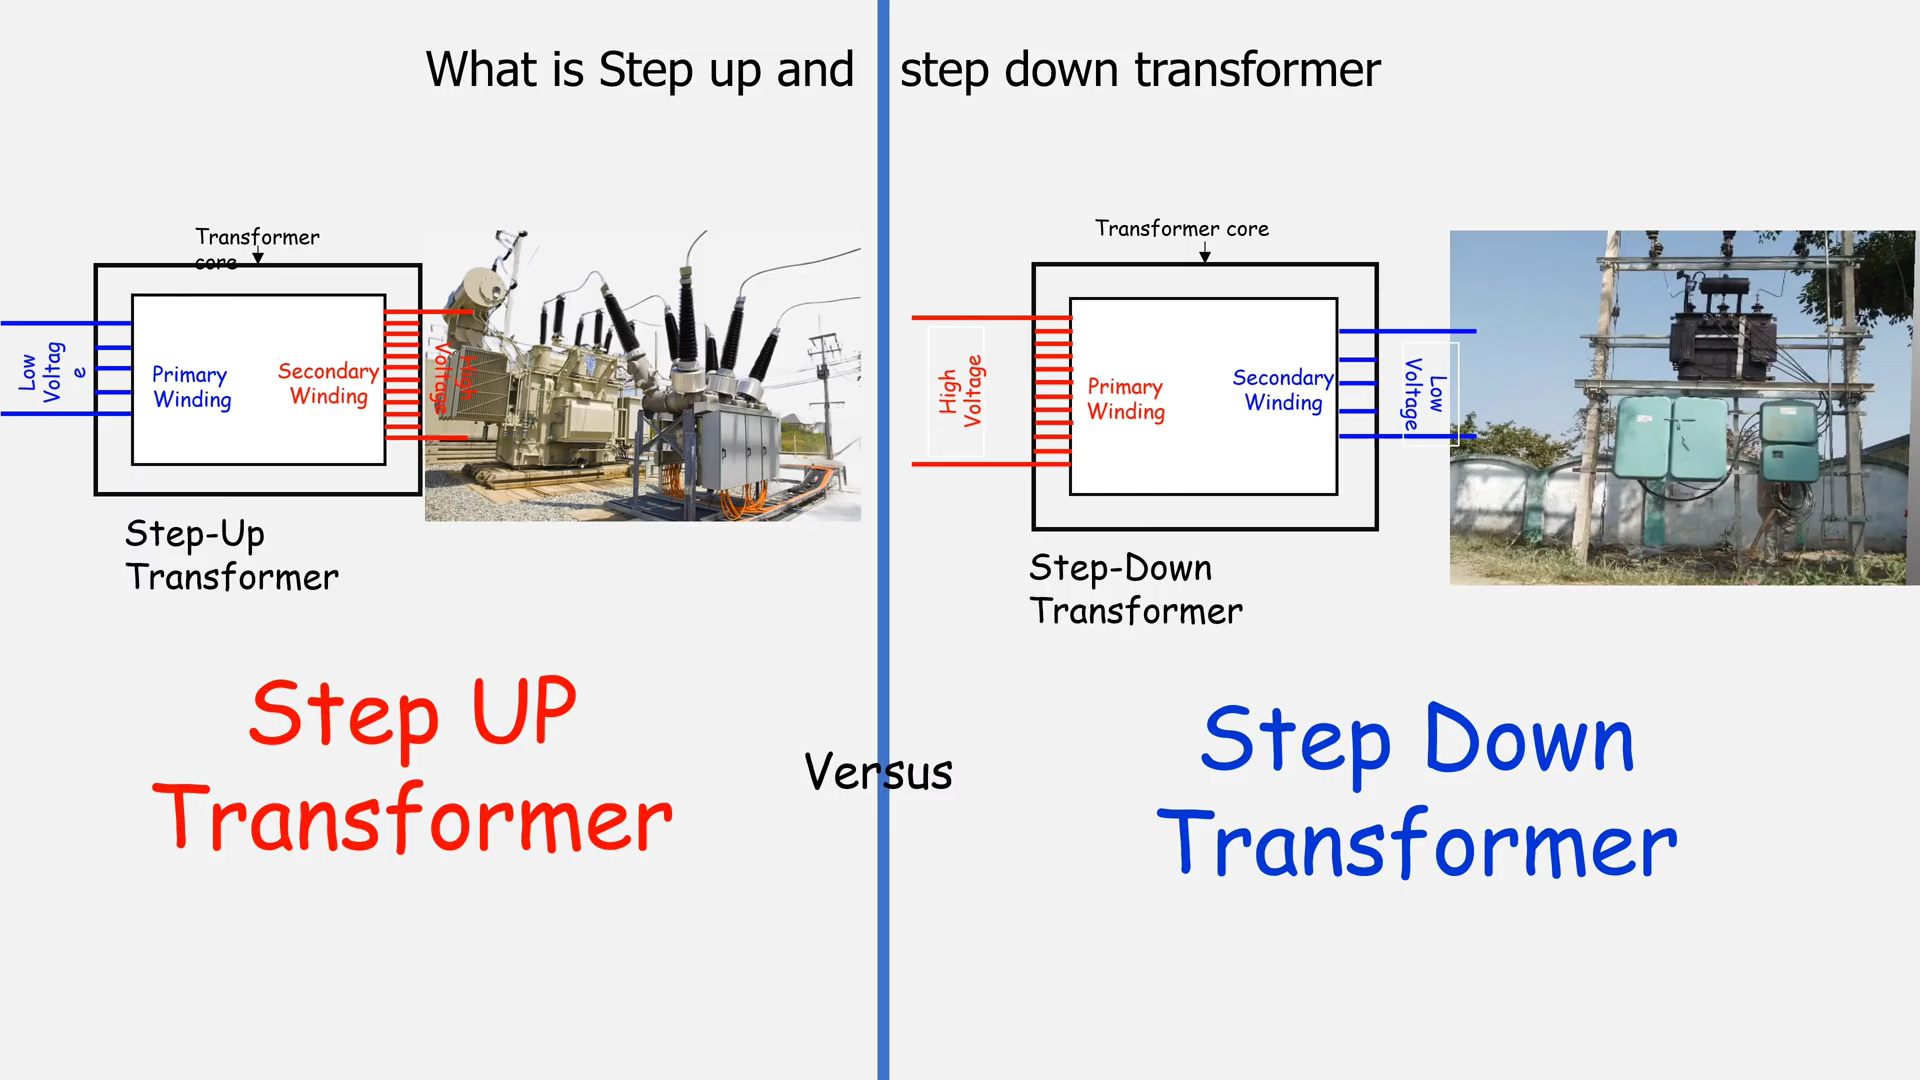 What is Step up and step down transformer
Transformer
core
Low
Voltag
e
Primary
Winding
Secondary
Winding
High
Voltage
Step-Up
Transformer
Step UP
Transformer
Versus
Transformer core
High
Voltage
Primary
Winding
Secondary
Winding
Low
Voltage
Step-Down
Transformer
Step Down
Transformer